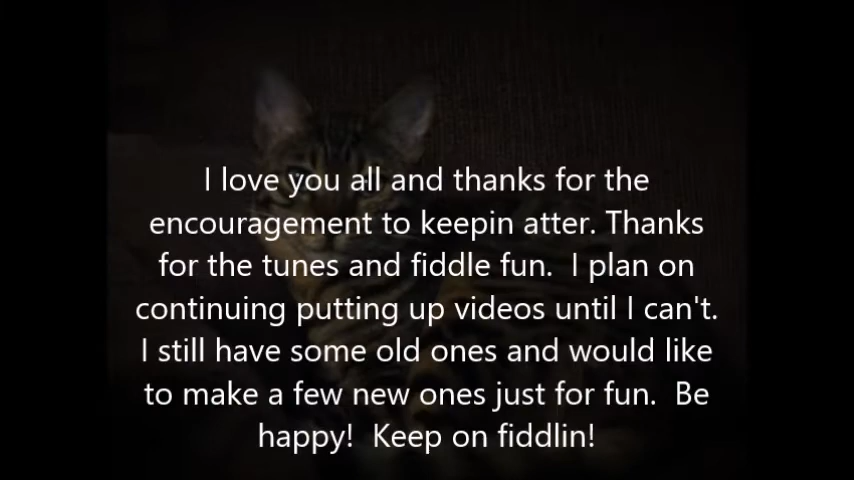 I love you all and thanks for the
encouragement to keepin atter. Thanks
for the tunes and fiddle fun.  I plan on
continuing putting up videos until I can't.
I still have some old ones and would like
to make a few new ones just for fun.  Be
happy!  Keep on fiddlin!